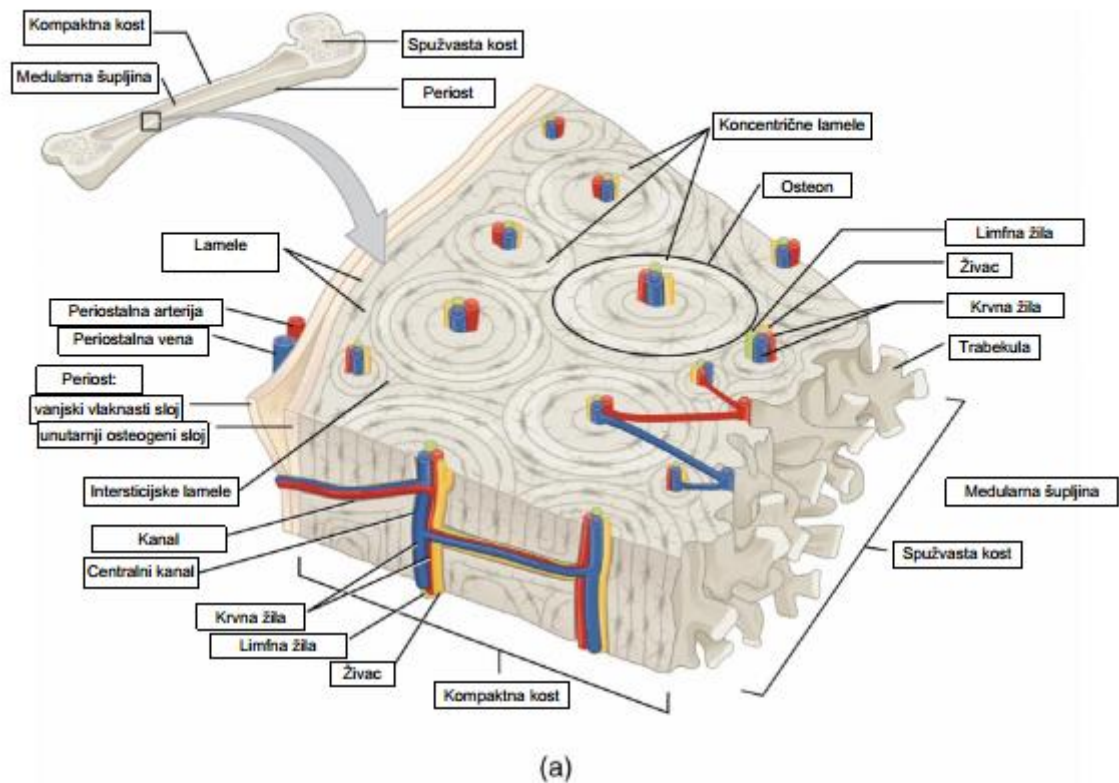 Kompaktna kost
Spužvasta kost
Medularna šupljina
Periost
Koncentrične lamele
Osteon
Lamele
Limfna žila
Živac
Periostalna arterija
Krvna žila
Periostalna vena
Trabekula
Periost:
vanjski vlaknasti sloj
unutarnji osteogeni sloj
Intersticijske lamele
Medularna šupljina
Kanal
Spužvasta kost
Centralni kanal
Krvna žila
Limfna žila
Živac
Kompaktna kost
(a)